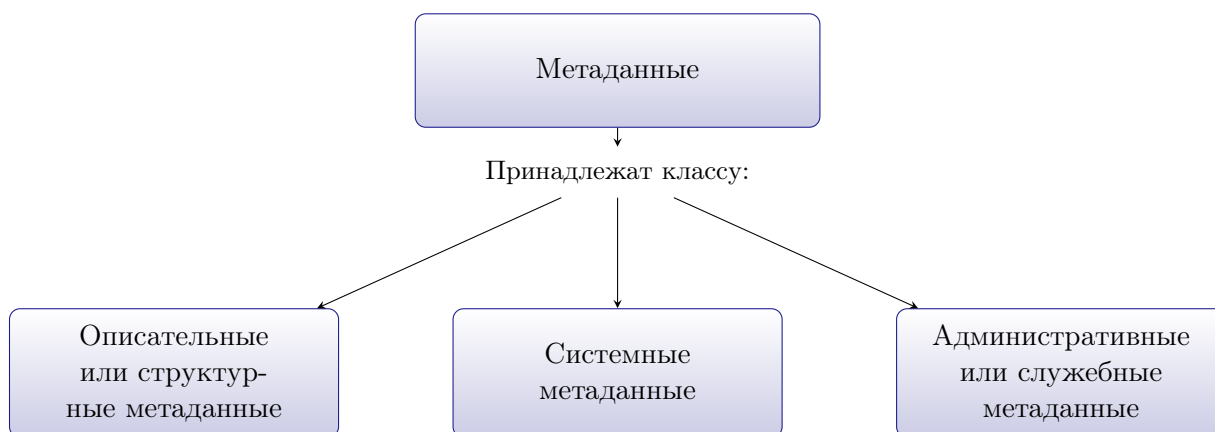 Метаданные
Принадлежат классу:
Описательные
или структур-
ные метаданные
Системные
метаданные
Административные
или служебные
метаданные